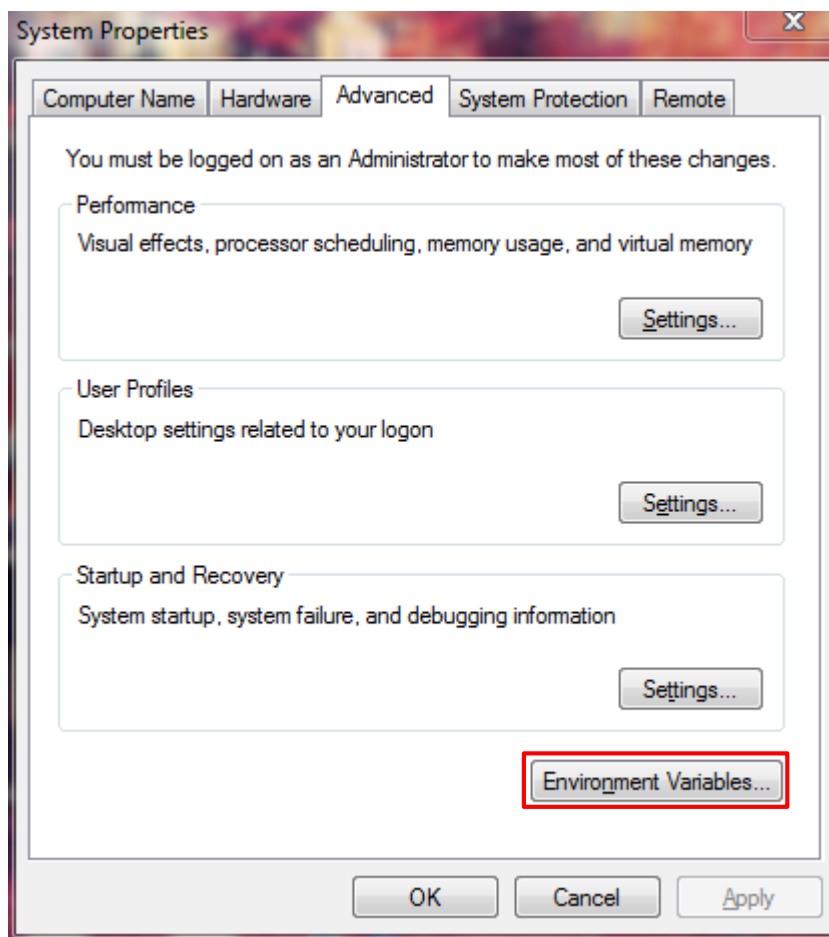 System Properties
Computer Name Hardware Advanced System Protection Remote
You must be logged on as an Administrator to make most of these changes.
Performance
Visual effects, processor scheduling, memory usage, and virtual memory
Settings...
User Profiles
Desktop settings related to your logon
Settings...
Startup and Recovery
System startup, system failure, and debugging information
Settings...
Environment Variables...
OK Cancel Apply